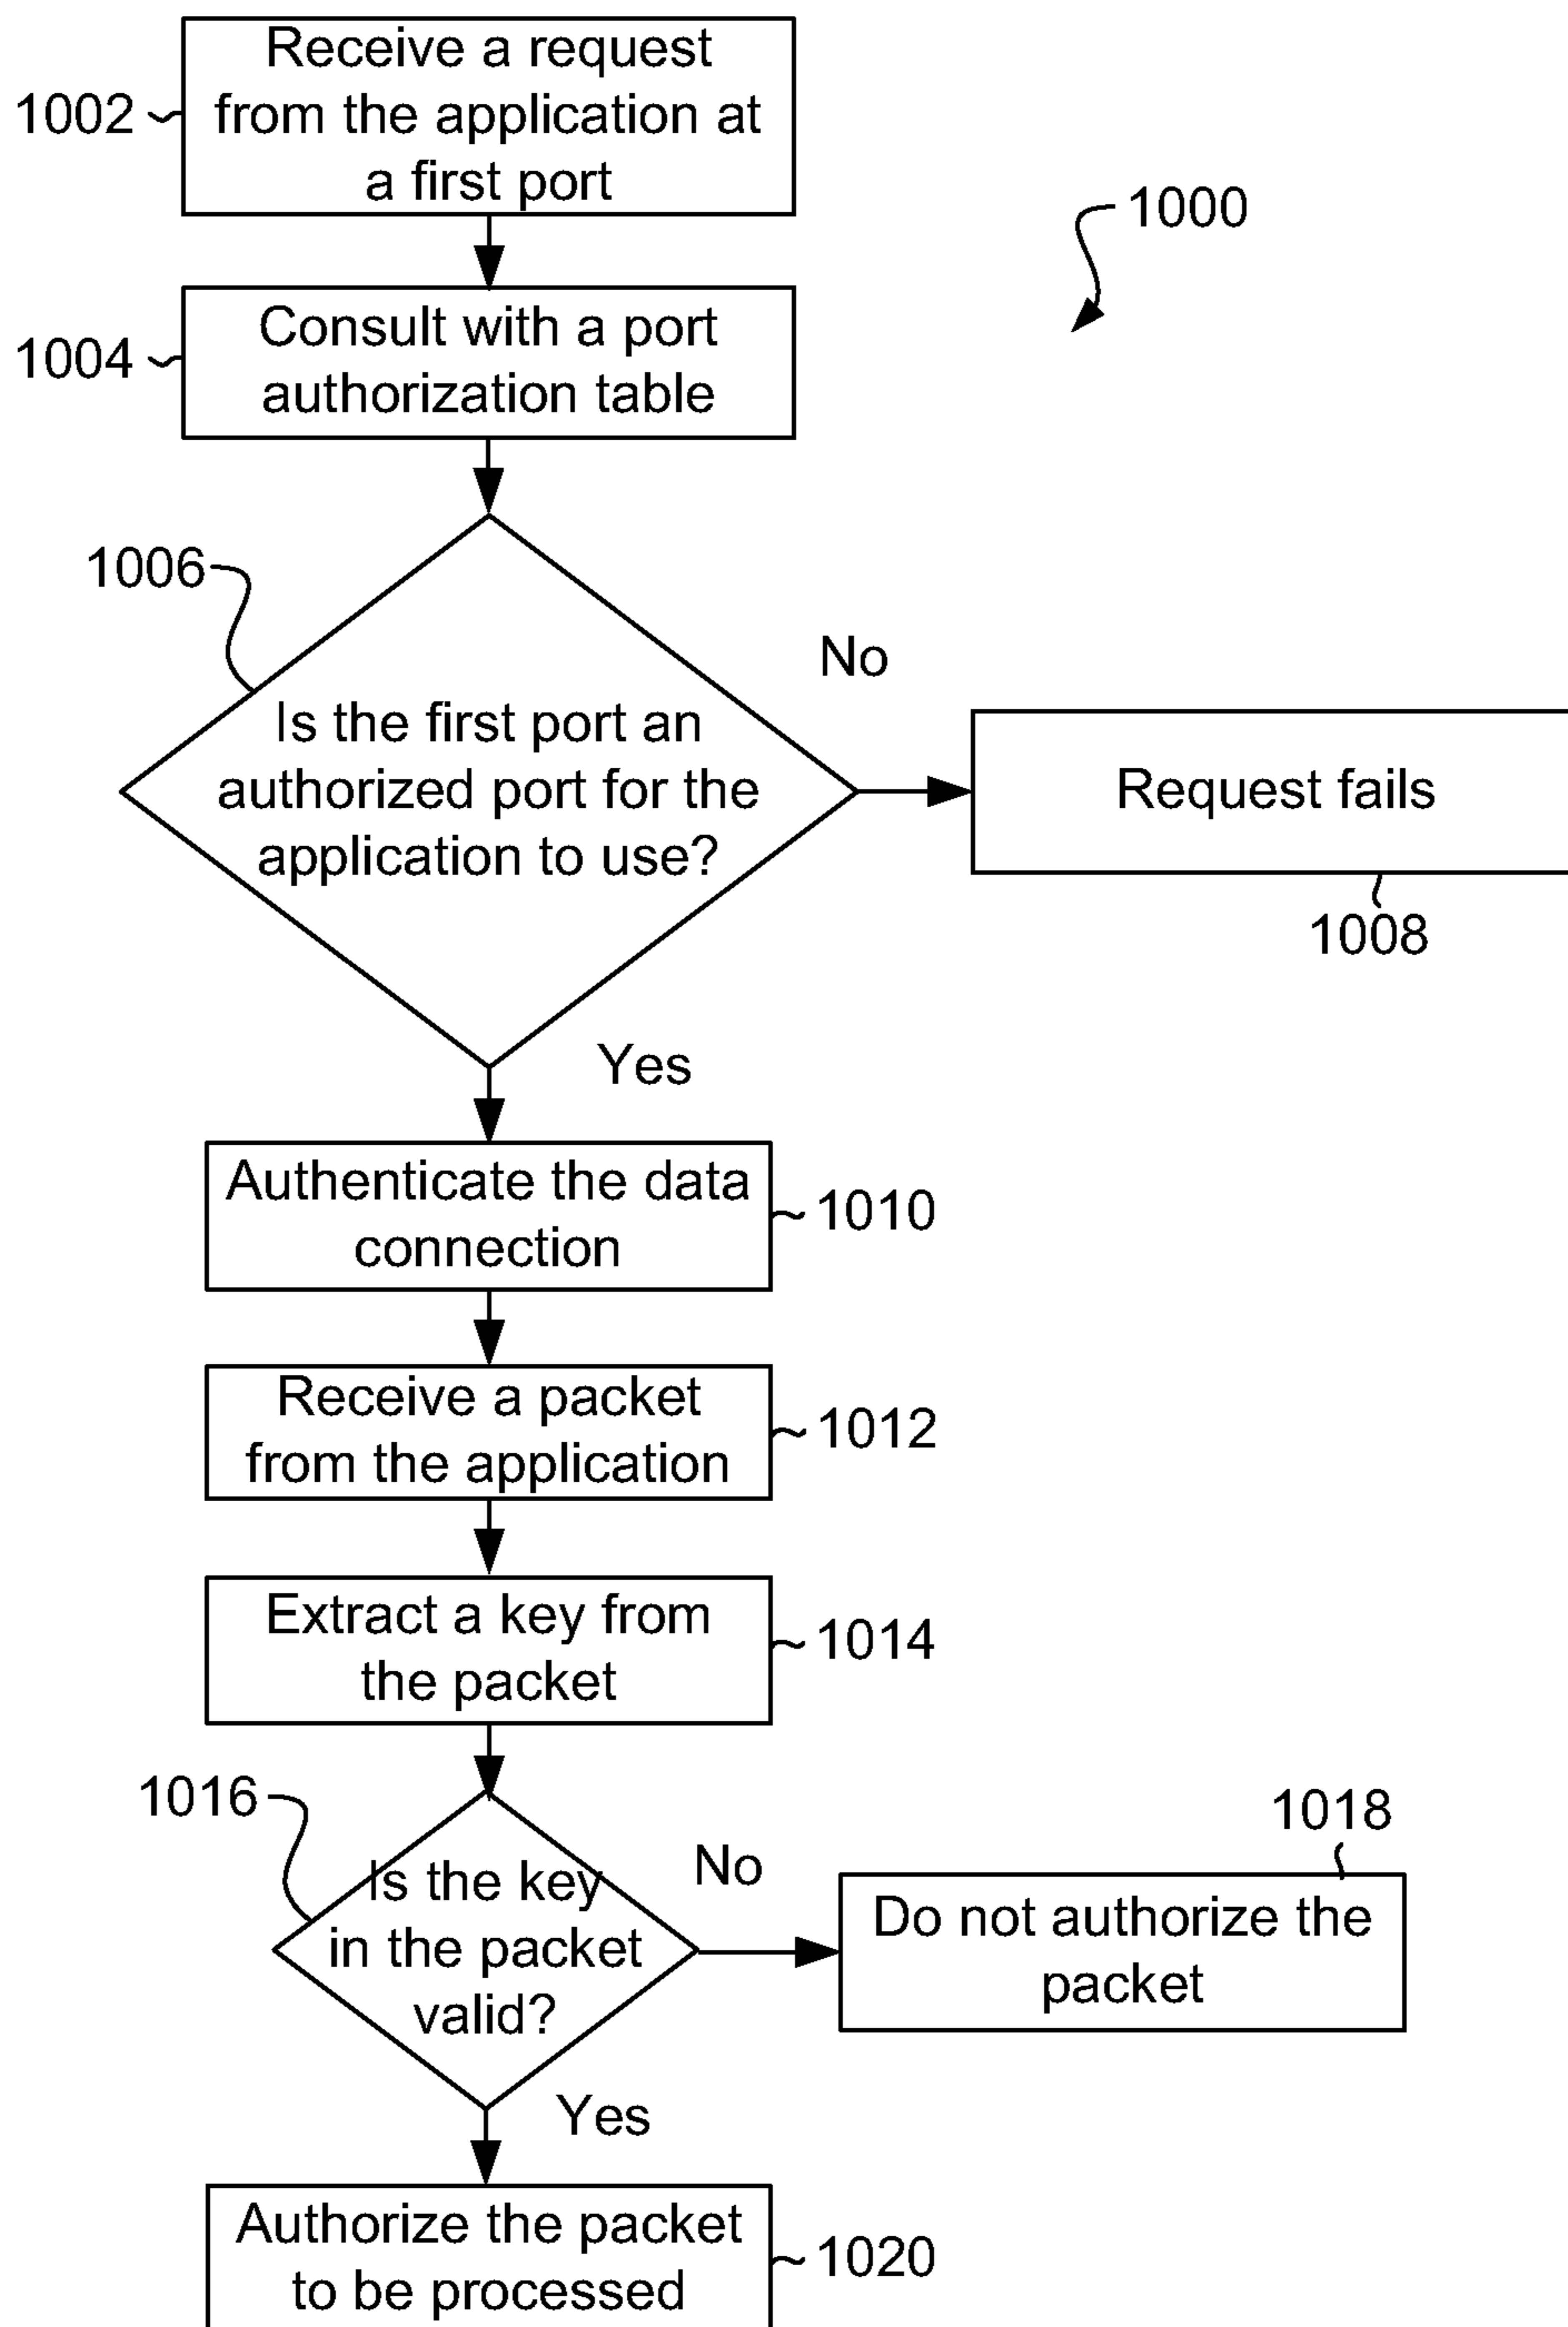 Receive a request
from the application at
a first port
1002
1000
Consult with a port
authorization table
1004
1006
Is the first port an
authorized port for the
application to use?
No
Request fails
1008
Yes
Authenticate the data
connection
1010
Receive a packet
from the application
1012
Extract a key from
the packet
1014
1016
Is the key
in the packet
valid?
No
1018
Do not authorize the
packet
Yes
Authorize the packet
to be processed
1020